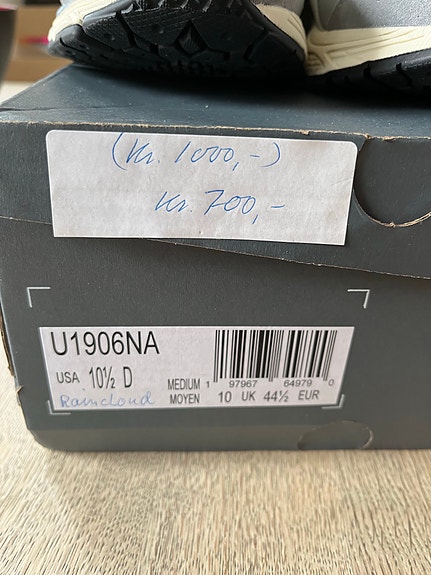 (Kr. 1000,-)
Kr. 700,-
U1906NA
USA 10½ D
MEDIUM 1 97967 64979 0
Raincloud
MOYEN 10 UK 44½ EUR